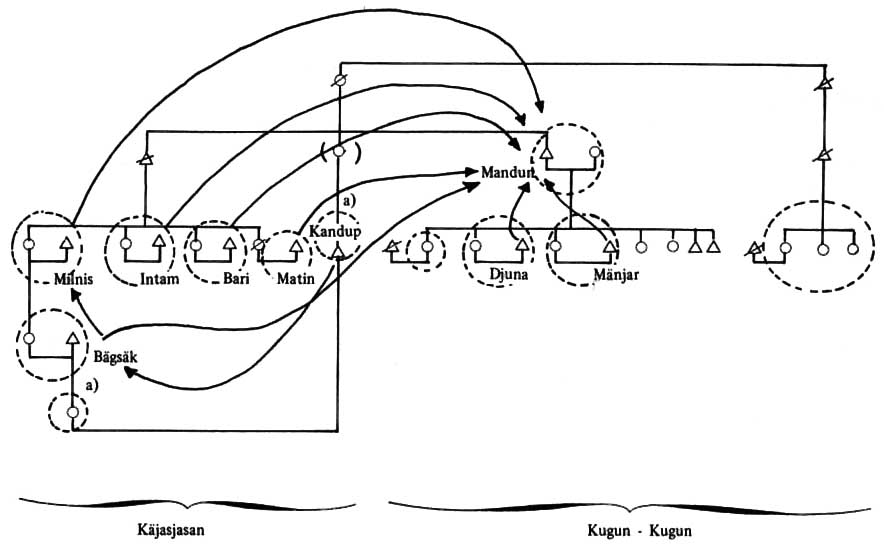 Mandun
a)
Kandup
Milnis
Intam
Bari
Matin
Djuna
Mänjar
Bägsäk
a)
Käjasjasan
Kugun - Kugun